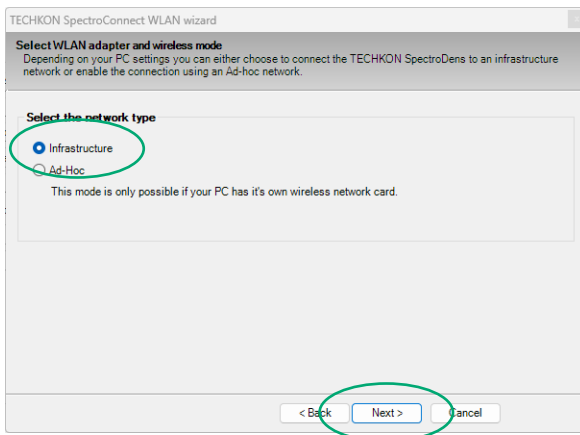 TECHKON SpectroConnect WLAN wizard
Select WLAN adapter and wireless mode
Depending on your PC settings you can either choose to connect the TECHKON SpectroDens to an infrastructure
network or enable the connection using an Ad-hoc network.
Select the network type
Infrastructure
Ad-Hoc
This mode is only possible if your PC has it's own wireless network card.
< Back Next > Cancel